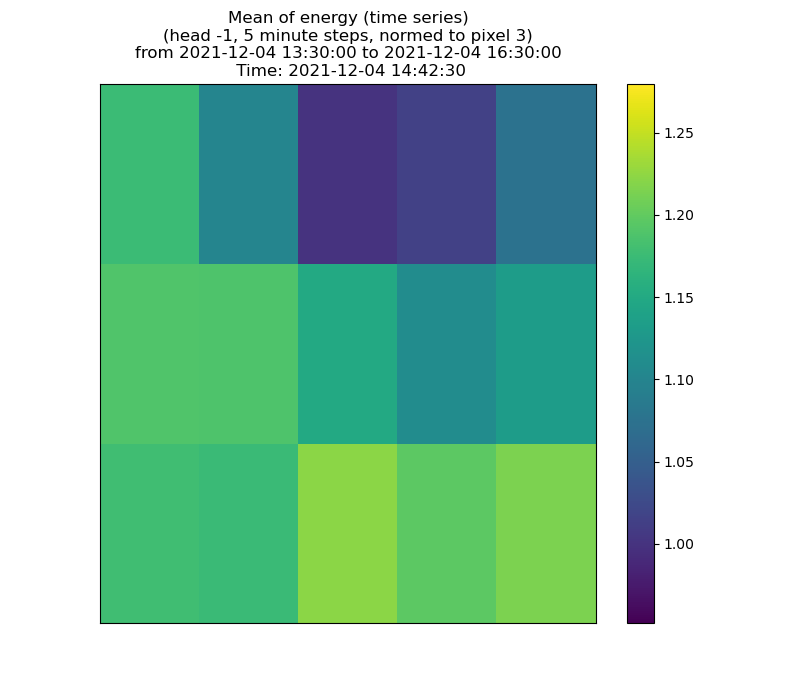 Mean of energy (time series)
(head -1, 5 minute steps, normed to pixel 3)
from 2021-12-04 13:30:00 to 2021-12-04 16:30:00
Time: 2021-12-04 14:42:30
1.25
1.20
1.15
1.10
1.05
1.00